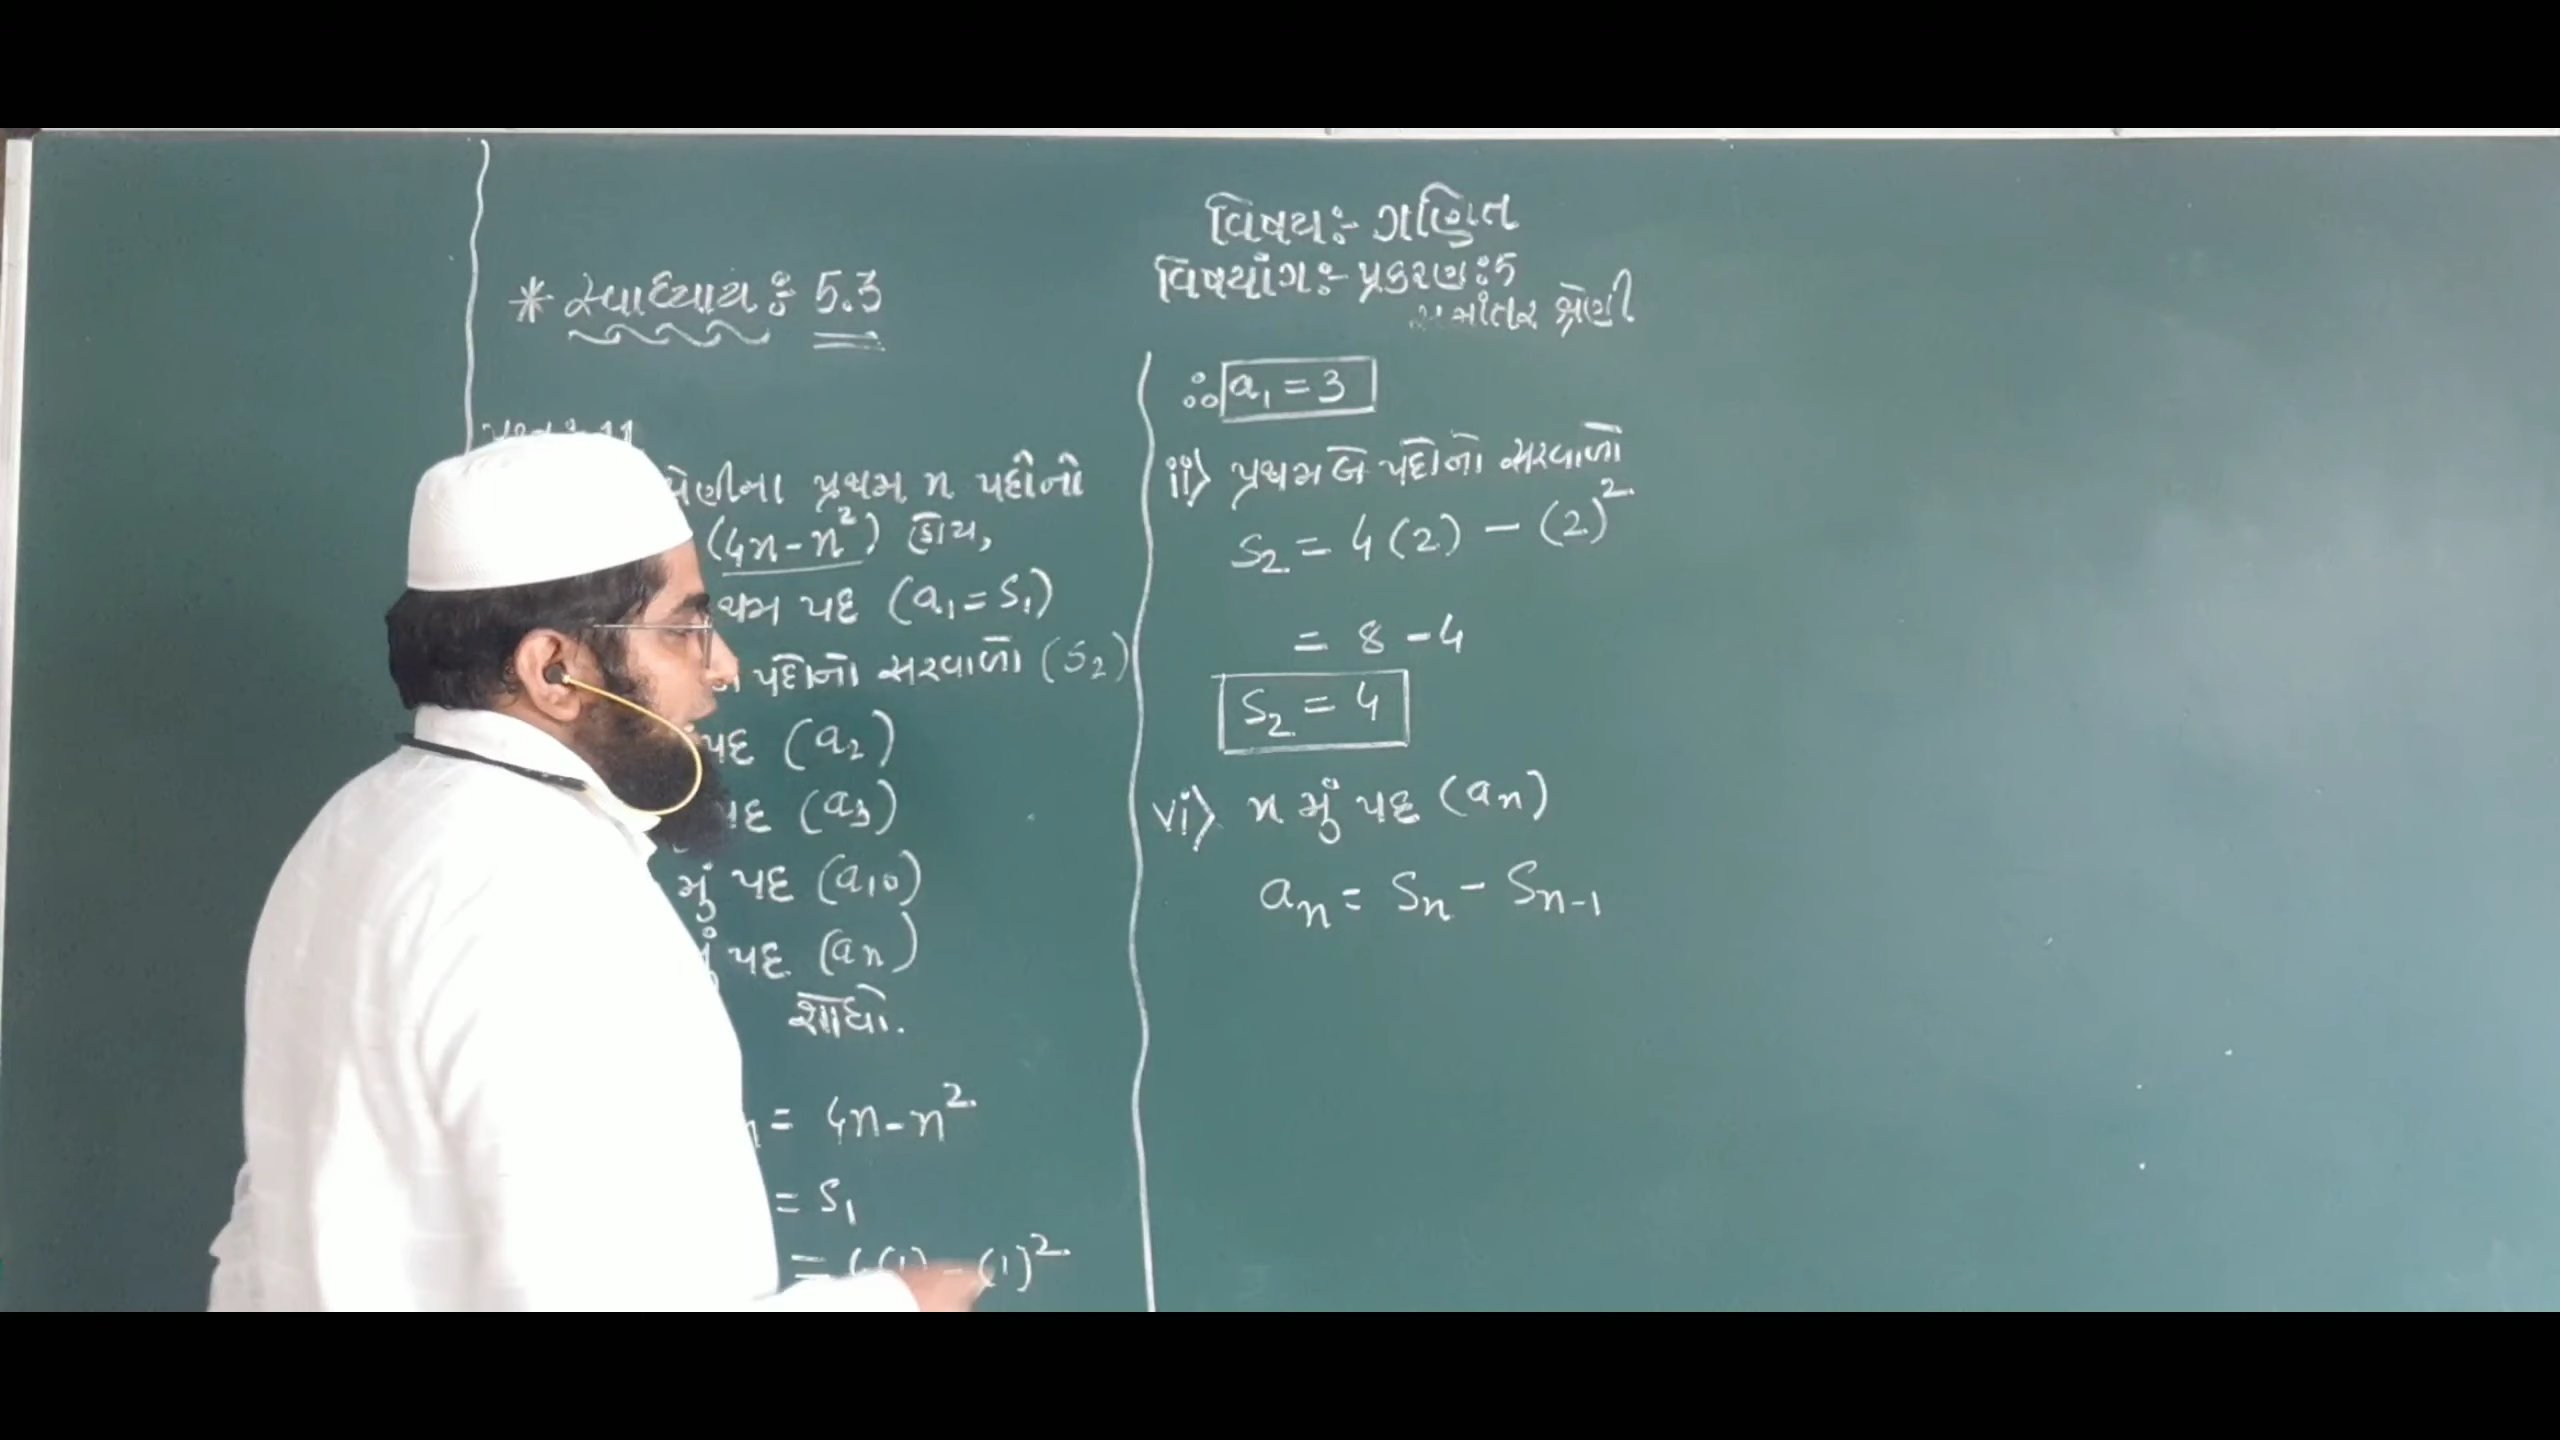 વિષય:- ગણિત
વિષયાંગ:- પ્રકરણ:5
સમાંતર શ્રેણી
* સ્વાધ્યાય: 5.3
પ્રથમ n પદોનો
(4n-n²) હોય,
પદ (a₁=S₁)
પદોનો સરવાળો (S₂)
પદ (a₂)
પદ (a₃)
મું પદ (a₁₀)
પદ (aₙ)
શોધો.
= 4n-n²
= S₁
(1)²
∴ a₁ = 3
ii) પ્રથમ બે પદોનો સરવાળો
S₂ = 4(2) - (2)²
= 8 - 4
S₂ = 4
vi) n મું પદ (aₙ)
aₙ = Sₙ - Sₙ₋₁